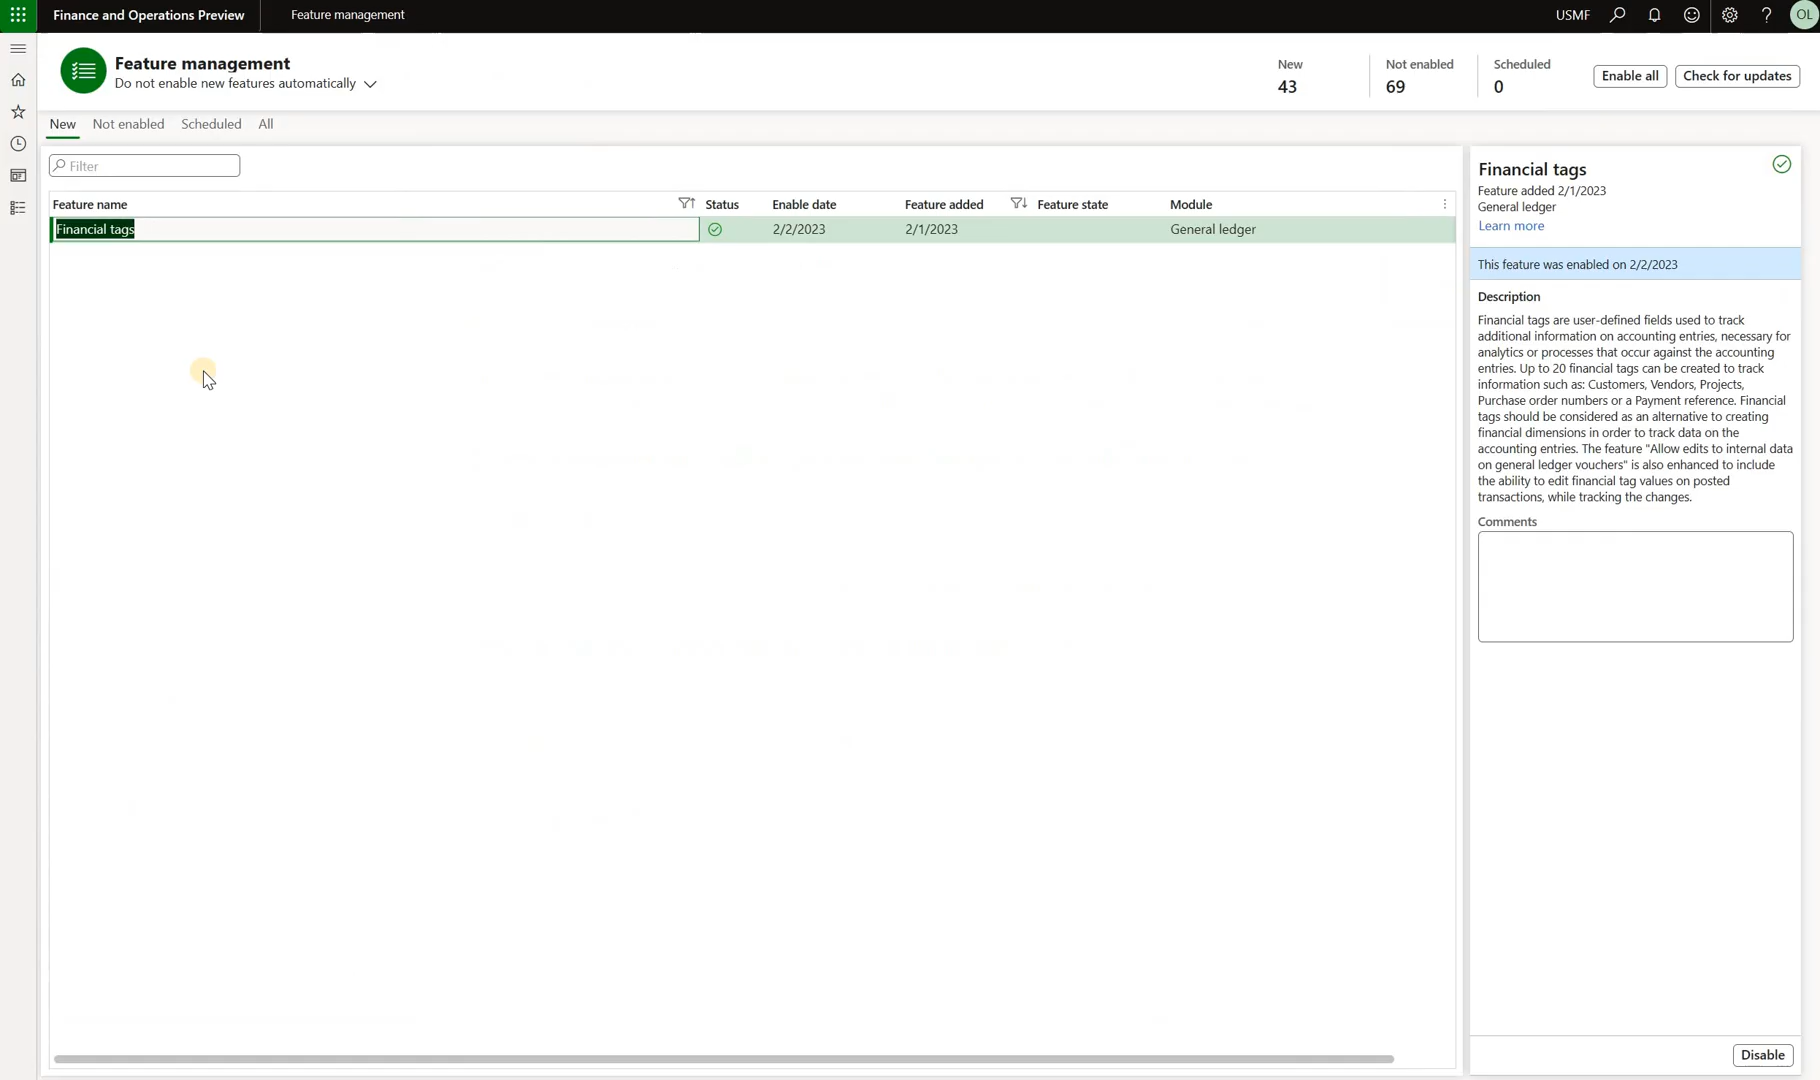 Finance and Operations Preview
Feature management
USMF
OL
Feature management
Do not enable new features automatically
New
43
Not enabled
69
Scheduled
0
Enable all
Check for updates
New
Not enabled
Scheduled
All
Filter
Feature name
Status
Enable date
Feature added
Feature state
Module
Financial tags
2/2/2023
2/1/2023
General ledger
Financial tags
Feature added 2/1/2023
General ledger
Learn more
This feature was enabled on 2/2/2023
Description
Financial tags are user-defined fields used to track
additional information on accounting entries, necessary for
analytics or processes that occur against the accounting
entries. Up to 20 financial tags can be created to track
information such as: Customers, Vendors, Projects,
Purchase order numbers or a Payment reference. Financial
tags should be considered as an alternative to creating
financial dimensions in order to track data on the
accounting entries. The feature "Allow edits to internal data
on general ledger vouchers" is also enhanced to include
the ability to edit financial tag values on posted
transactions, while tracking the changes.
Comments
Disable